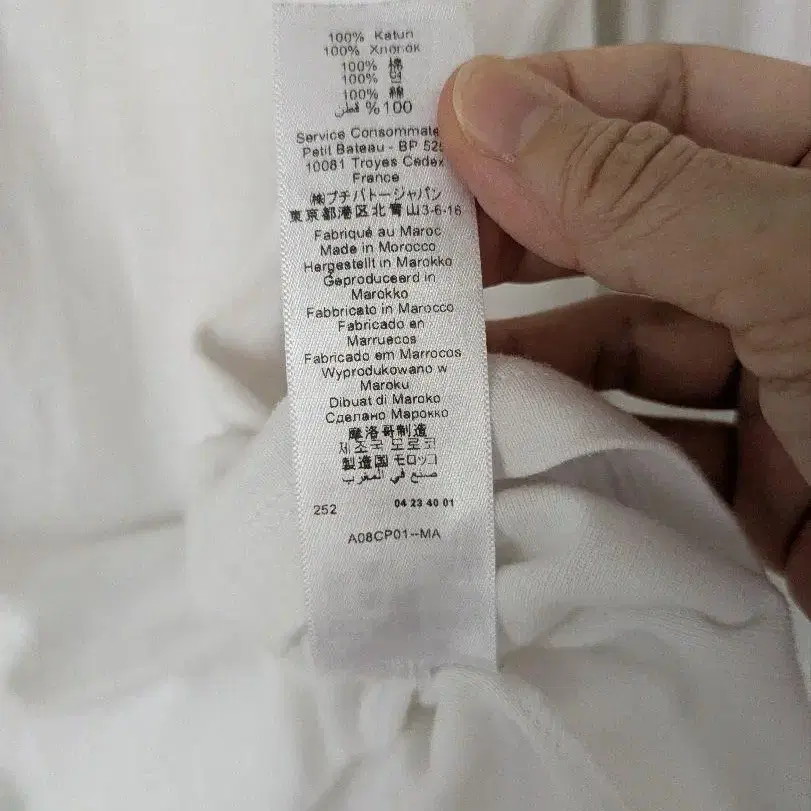 100% Katun
100% Хлопок
100% 棉
100% 면
100% 綿
100% قطن
Service Consommate
Petit Bateau - BP 525
10081 Troyes Cedex
France
㈱プチバトージャパン
東京都港区北青山3-6-16
Fabriqué au Maroc
Made in Morocco
Hergestellt in Marokko
Geproduceerd in
Marokko
Fabbricato in Marocco
Fabricado en
Marruecos
Fabricado em Marrocos
Wyprodukowano w
Maroku
Dibuat di Maroko
Сделано Марокко
摩洛哥制造
제조국 모로코
製造国 モロッコ
صنع في المغرب
252 04 23 40 01
A08CP01--MA